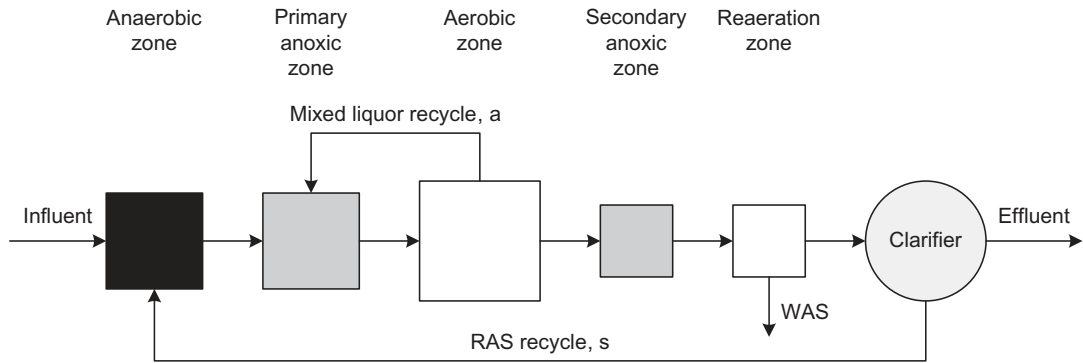 Anaerobic
zone
Primary
anoxic
zone
Aerobic
zone
Secondary
anoxic
zone
Reaeration
zone
Mixed liquor recycle, a
Influent
Clarifier
Effluent
WAS
RAS recycle, s